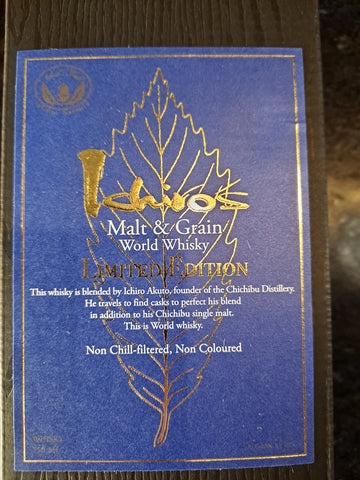 Ichiro's
Malt & Grain
World Whisky
LIMITED EDITION
This whisky is blended by Ichiro Akuto, founder of the Chichibu Distillery.
He travels to find casks to perfect his blend
in addition to his Chichibu single malt.
This is World whisky.
Non Chill-filtered, Non Coloured
WHISKY